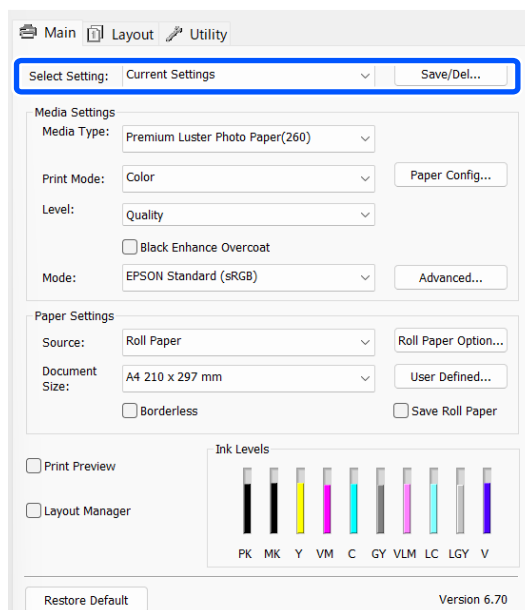 Main Layout Utility
Select Setting: Current Settings Save/Del...
Media Settings
Media Type: Premium Luster Photo Paper(260)
Print Mode: Color Paper Config...
Level: Quality
Black Enhance Overcoat
Mode: EPSON Standard (sRGB) Advanced...
Paper Settings
Source: Roll Paper Roll Paper Option...
Document
Size: A4 210 x 297 mm User Defined...
Borderless Save Roll Paper
Ink Levels
Print Preview
Layout Manager
PK MK Y VM C GY VLM LC LGY V
Restore Default Version 6.70